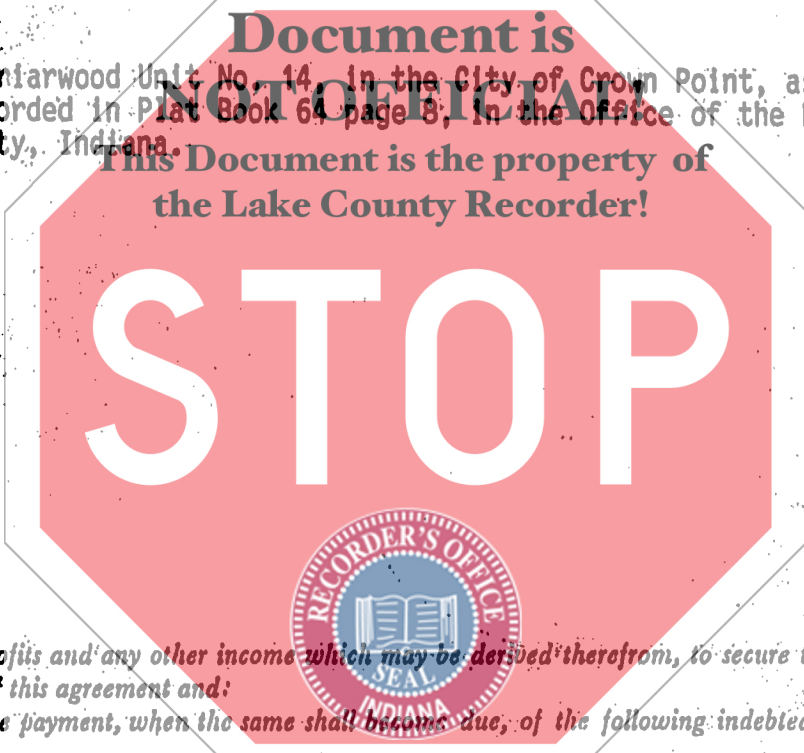 Document is
riarwood Unit No. 14, in the City of Crown Point, a
NOT OFFICIAL!
orded in Plat Book 64 page 8, in the Office of the
ty, Indiana.
This Document is the property of
the Lake County Recorder!
STOP
RECORDER'S OFFICE
ofits and any other income which may be derived therefrom, to secure
SEAL
this agreement and:
INDIANA
payment, when the same shall become due, of the following indebted